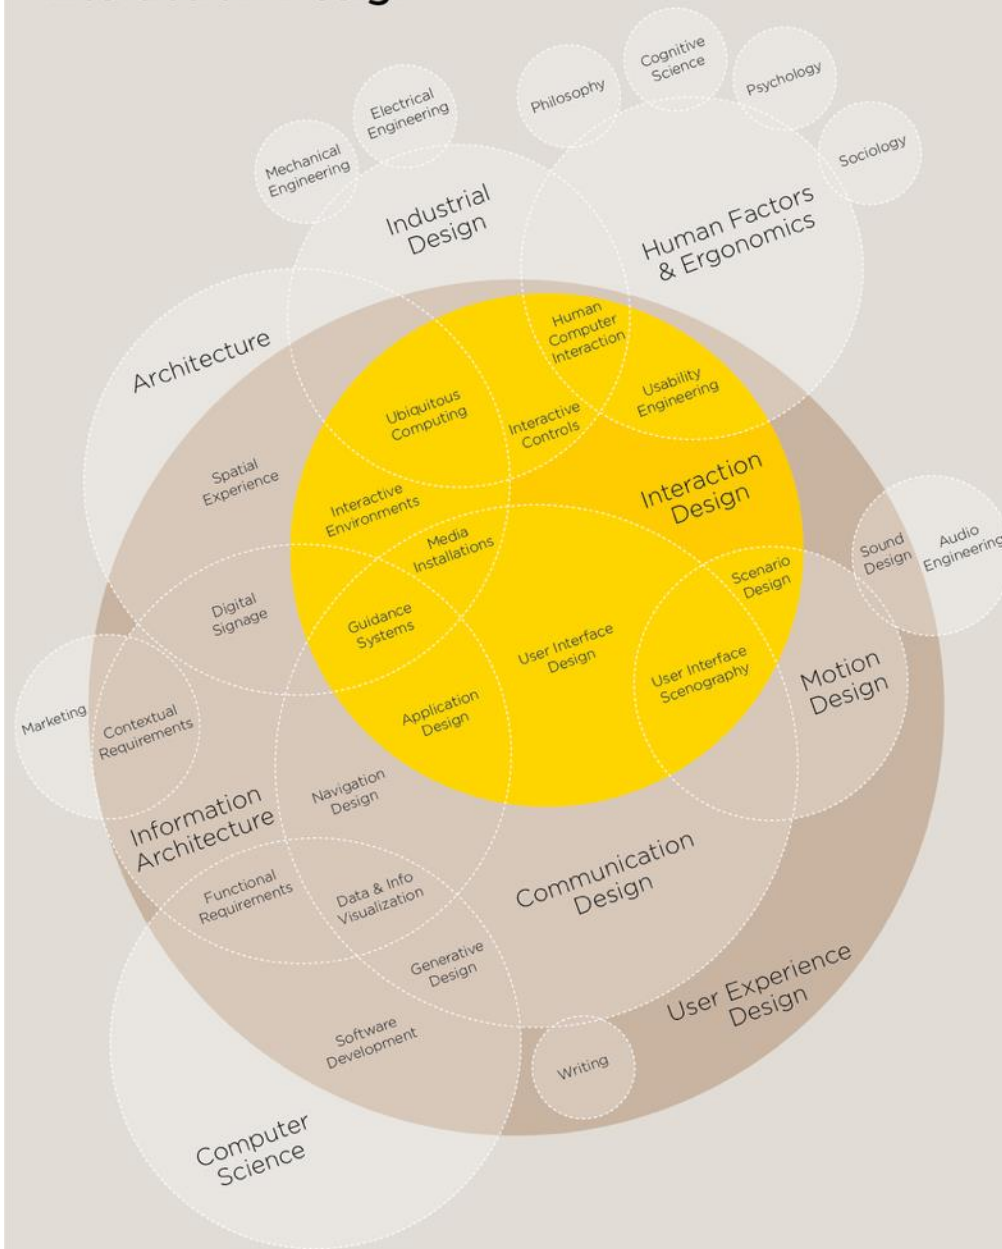 Cognitive
Science
Philosophy
Psychology
Electrical
Engineering
Mechanical
Engineering
Sociology
Industrial
Design
Human Factors
& Ergonomics
Architecture
Human
Computer
Interaction
Usability
Engineering
Ubiquitous
Computing
Interactive
Controls
Spatial
Experience
Interactive
Environments
Interaction
Design
Media
Installations
Sound
Design
Audio
Engineering
Scenario
Design
Digital
Signage
Guidance
Systems
User Interface
Design
User Interface
Scenography
Motion
Design
Marketing
Contextual
Requirements
Application
Design
Navigation
Design
Information
Architecture
Functional
Requirements
Data & Info
Visualization
Communication
Design
Generative
Design
User Experience
Design
Software
Development
Writing
Computer
Science